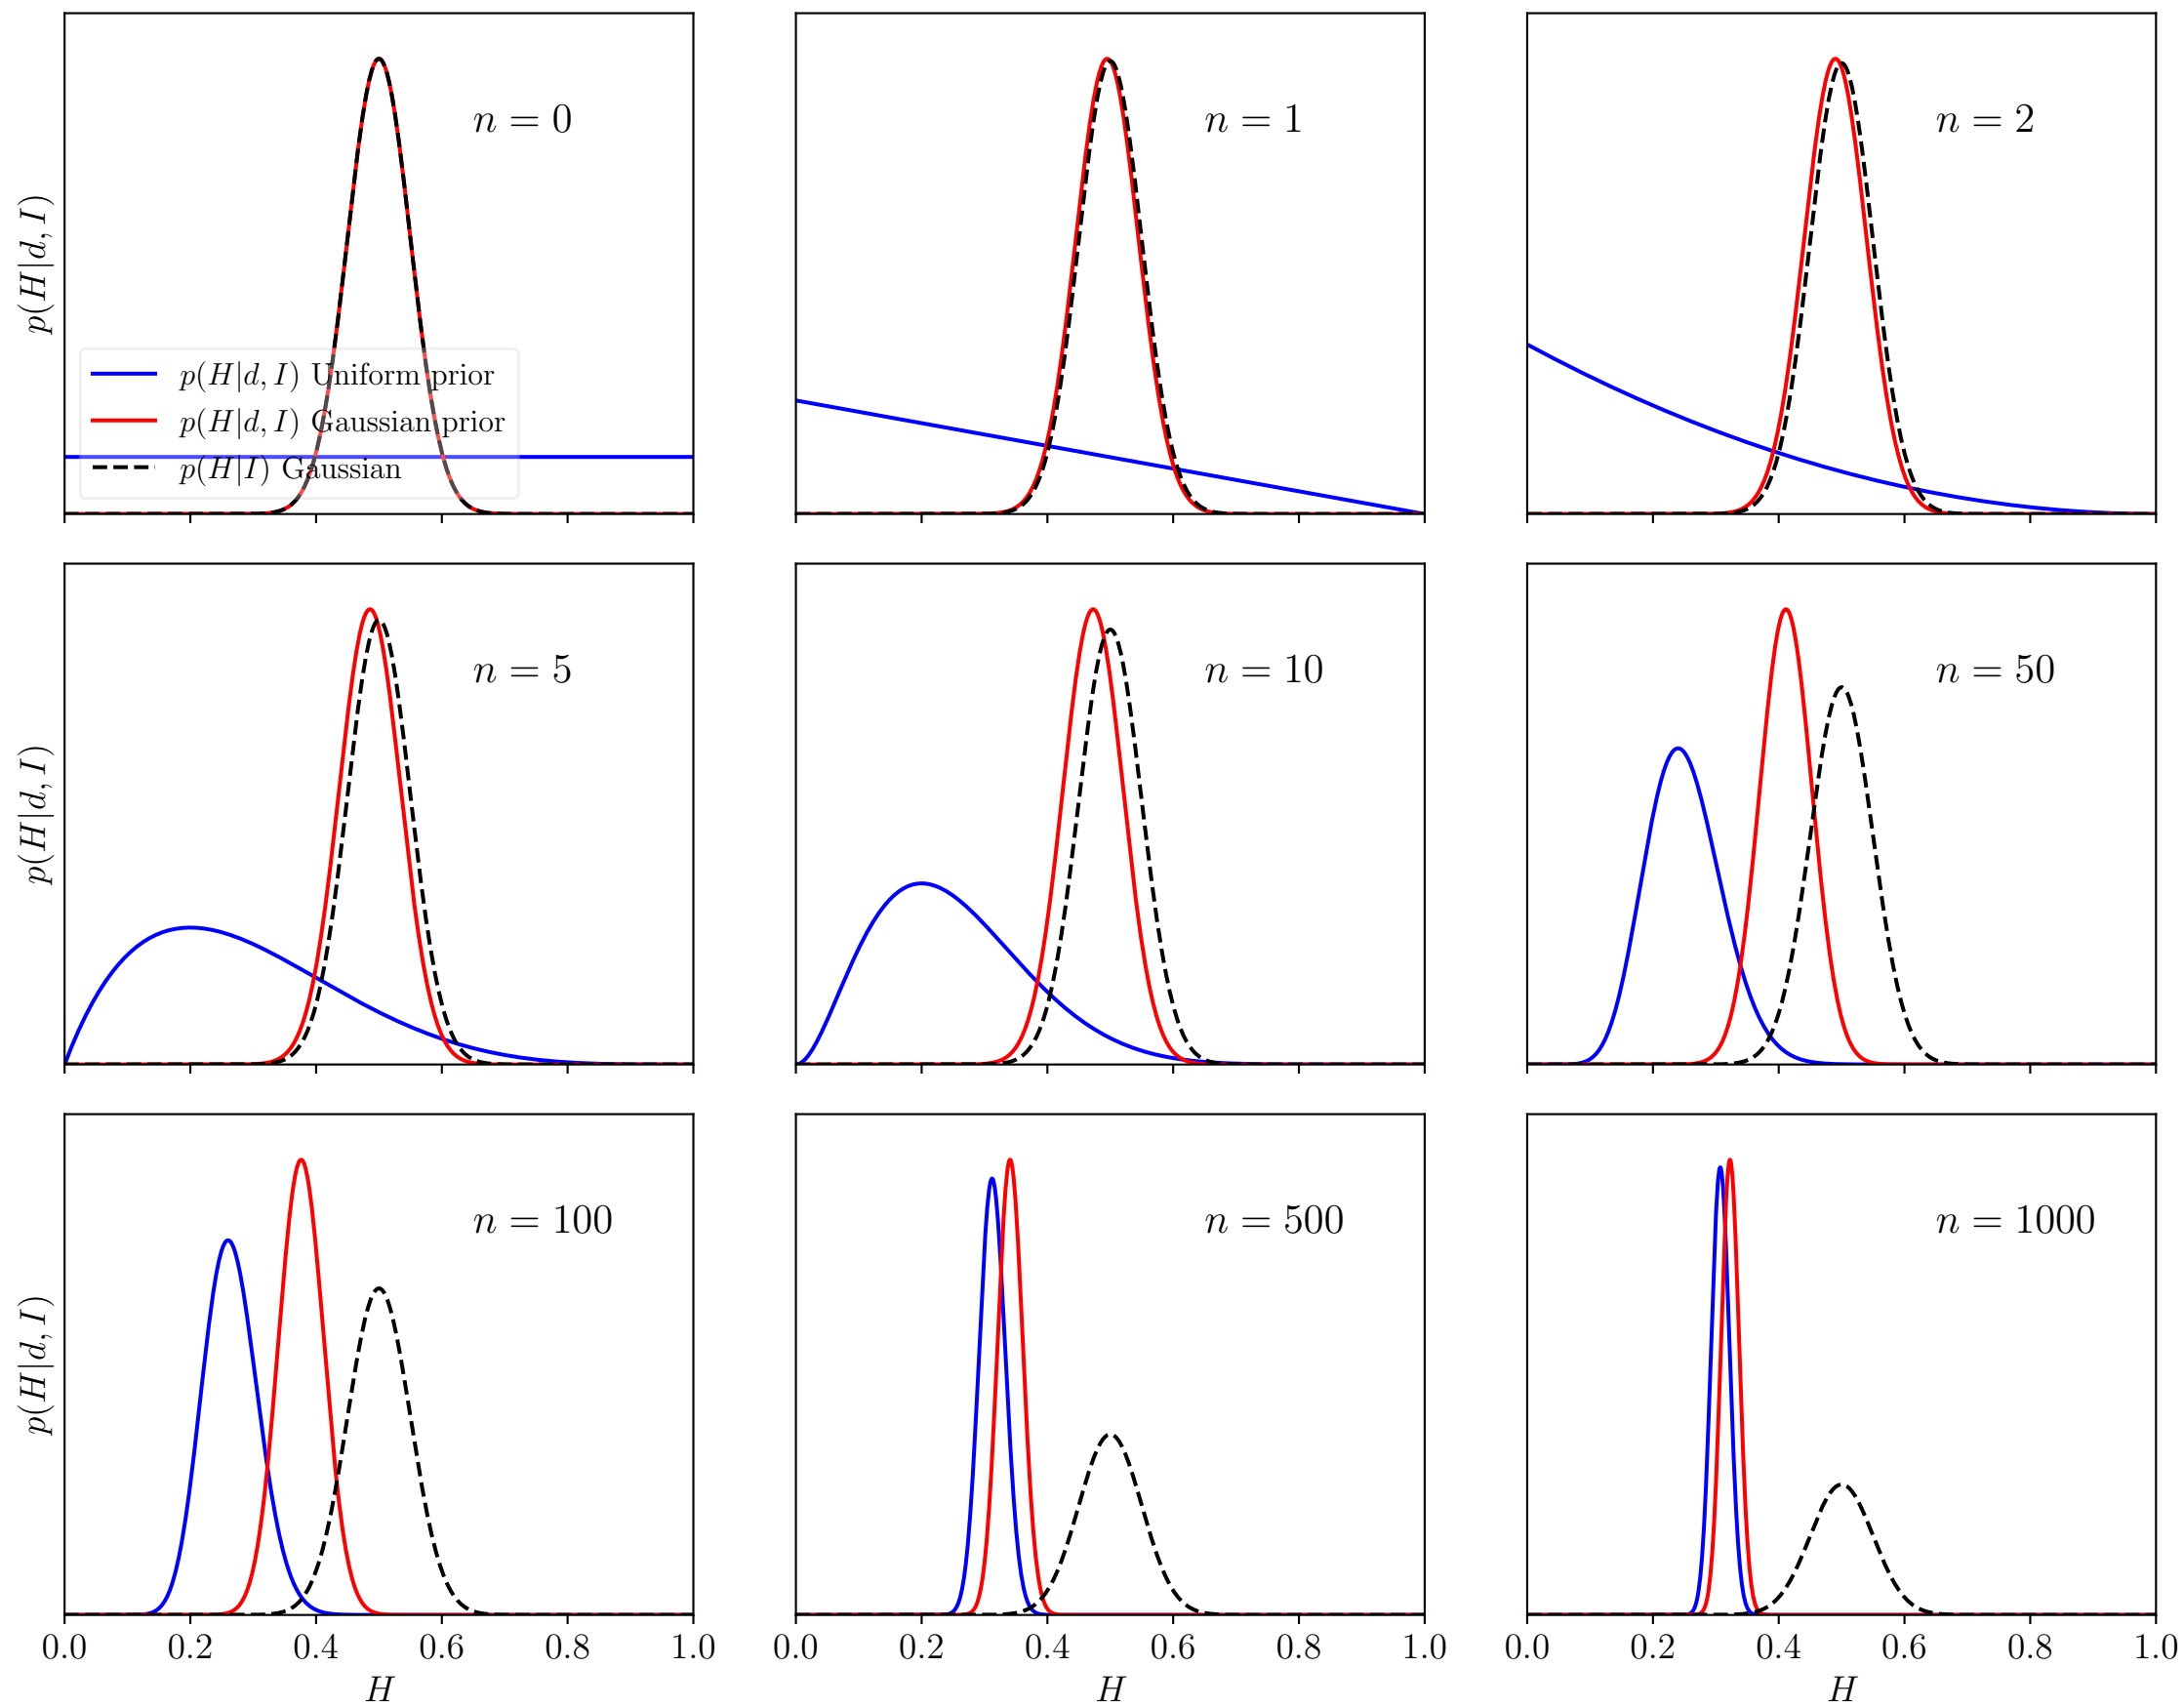 n = 0
n = 1
n = 2
p(H|d, I)
p(H|d, I) Uniform prior
p(H|d, I) Gaussian prior
p(H|I) Gaussian
n = 5
n = 10
n = 50
p(H|d, I)
n = 100
n = 500
n = 1000
p(H|d, I)
0.0 0.2 0.4 0.6 0.8 1.0
0.0 0.2 0.4 0.6 0.8 1.0
0.0 0.2 0.4 0.6 0.8 1.0
H
H
H